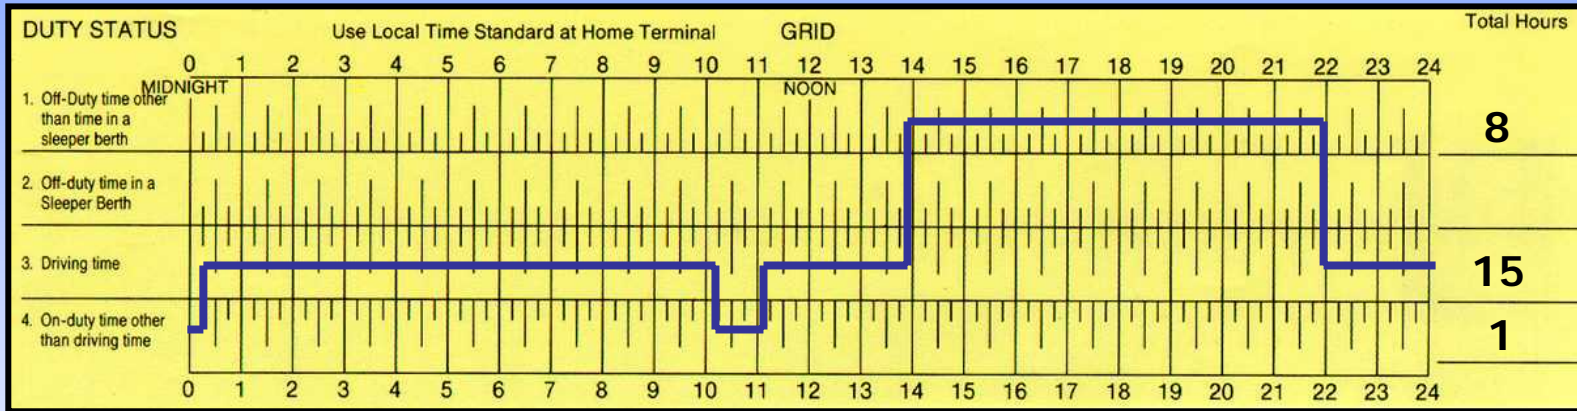 DUTY STATUS Use Local Time Standard at Home Terminal GRID Total Hours
0 1 2 3 4 5 6 7 8 9 10 11 12 13 14 15 16 17 18 19 20 21 22 23 24
MIDNIGHT NOON
1. Off-Duty time other
than time in a
sleeper berth
8
2. Off-duty time in a
Sleeper Berth
3. Driving time
15
4. On-duty time other
than driving time
1
0 1 2 3 4 5 6 7 8 9 10 11 12 13 14 15 16 17 18 19 20 21 22 23 24